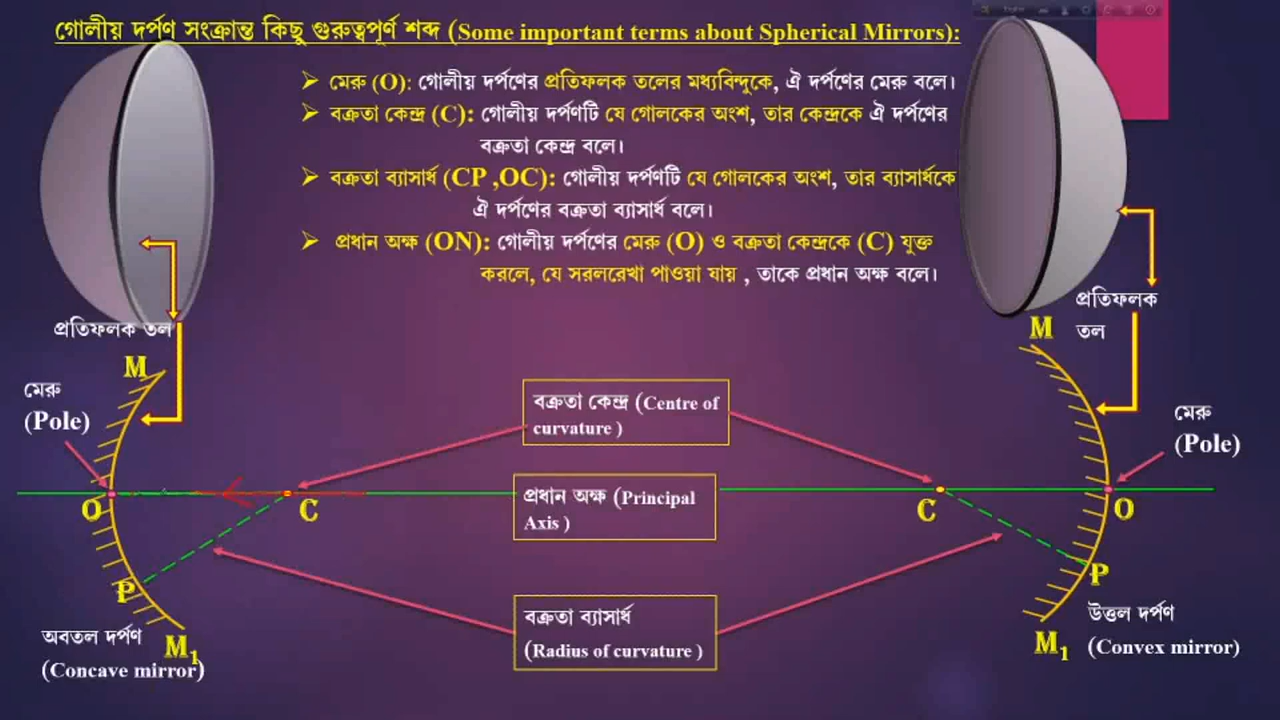 গোলীয় দর্পণ সংক্রান্ত কিছু গুরুত্বপূর্ণ শব্দ (Some important terms about Spherical Mirrors):
➢ মেরু (O): গোলীয় দর্পণের প্রতিফলক তলের মধ্যবিন্দুকে, ঐ দর্পণের মেরু বলে।
➢ বক্রতা কেন্দ্র (C): গোলীয় দর্পণটি যে গোলকের অংশ, তার কেন্দ্রকে ঐ দর্পণের
বক্রতা কেন্দ্র বলে।
➢ বক্রতা ব্যাসার্ধ (CP ,OC): গোলীয় দর্পণটি যে গোলকের অংশ, তার ব্যাসার্ধকে
ঐ দর্পণের বক্রতা ব্যাসার্ধ বলে।
➢ প্রধান অক্ষ (ON): গোলীয় দর্পণের মেরু (O) ও বক্রতা কেন্দ্রকে (C) যুক্ত
করলে, যে সরলরেখা পাওয়া যায় , তাকে প্রধান অক্ষ বলে।
প্রতিফলক তল
M
মেরু
(Pole)
O
C
P
অবতল দর্পণ
M1
(Concave mirror)
বক্রতা কেন্দ্র (Centre of
curvature )
প্রধান অক্ষ (Principal
Axis )
বক্রতা ব্যাসার্ধ
(Radius of curvature )
প্রতিফলক
তল
M
মেরু
(Pole)
C
O
P
উত্তল দর্পণ
M1
(Convex mirror)